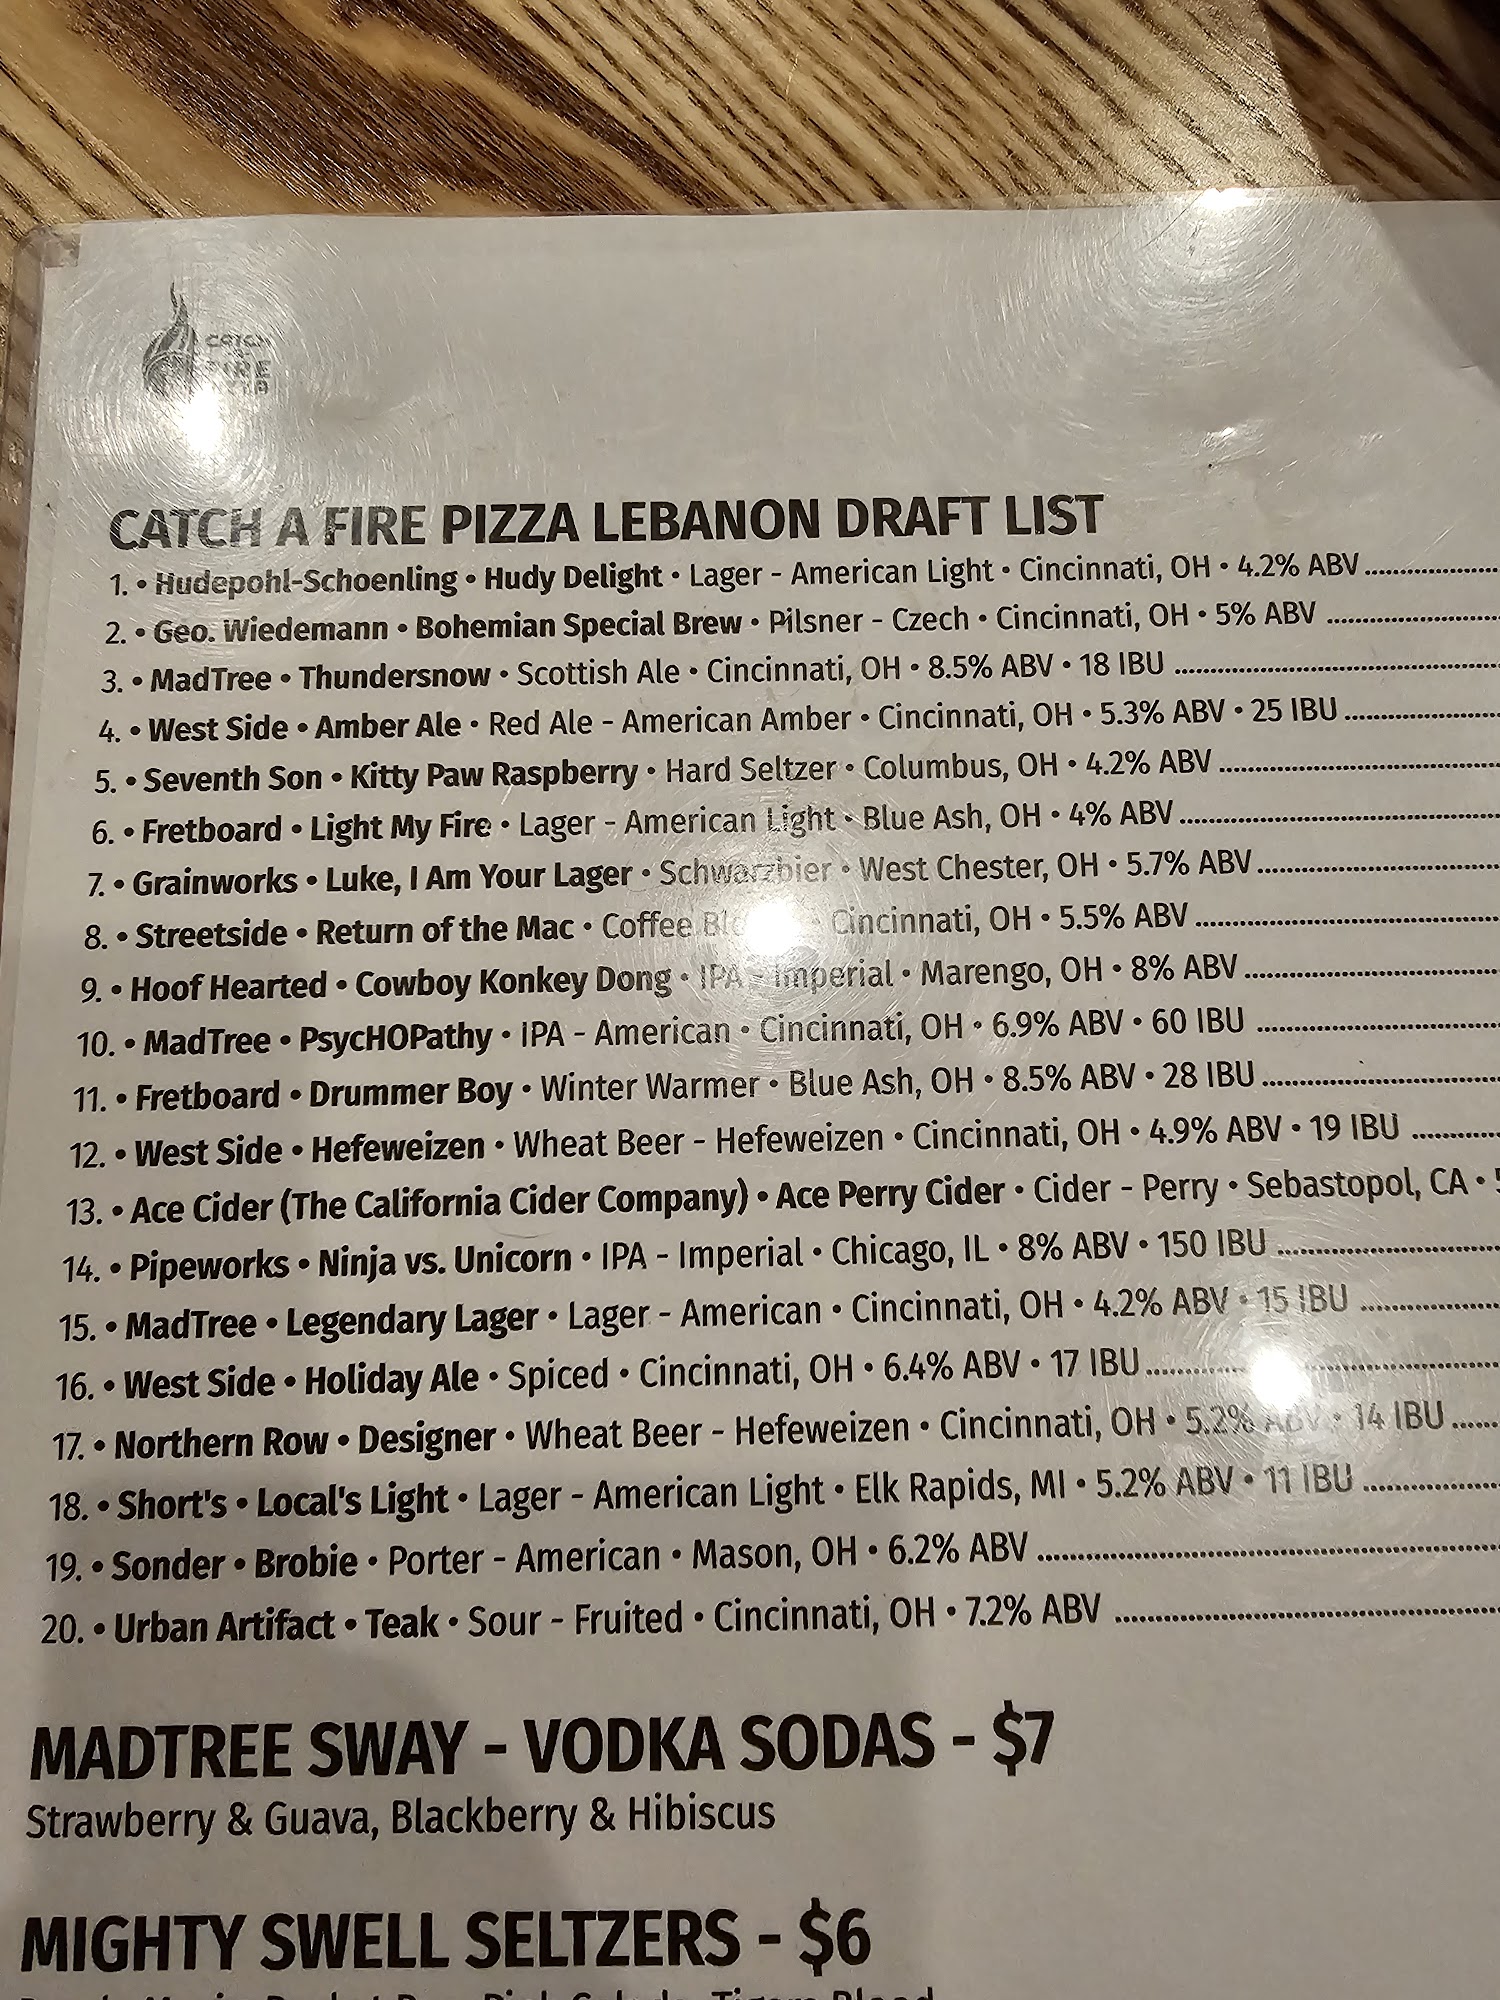 CATCH
FIRE
CATCH A FIRE PIZZA LEBANON DRAFT LIST
1. • Hudepohl-Schoenling • Hudy Delight • Lager - American Light • Cincinnati, OH • 4.2% ABV
2. • Geo. Wiedemann • Bohemian Special Brew • Pilsner - Czech • Cincinnati, OH • 5% ABV
3. • MadTree • Thundersnow • Scottish Ale • Cincinnati, OH • 8.5% ABV • 18 IBU
4. • West Side • Amber Ale • Red Ale - American Amber • Cincinnati, OH • 5.3% ABV • 25 IBU
5. • Seventh Son • Kitty Paw Raspberry • Hard Seltzer • Columbus, OH • 4.2% ABV
6. • Fretboard • Light My Fire • Lager - American Light • Blue Ash, OH • 4% ABV
7. • Grainworks • Luke, I Am Your Lager • Schwarzbier • West Chester, OH • 5.7% ABV
8. • Streetside • Return of the Mac • Coffee • Cincinnati, OH • 5.5% ABV
9. • Hoof Hearted • Cowboy Konkey Dong • IPA - Imperial • Marengo, OH • 8% ABV
10. • MadTree • PsycHOPathy • IPA - American • Cincinnati, OH • 6.9% ABV • 60 IBU
11. • Fretboard • Drummer Boy • Winter Warmer • Blue Ash, OH • 8.5% ABV • 28 IBU
12. • West Side • Hefeweizen • Wheat Beer - Hefeweizen • Cincinnati, OH • 4.9% ABV • 19 IBU
13. • Ace Cider (The California Cider Company) • Ace Perry Cider • Cider - Perry • Sebastopol, CA •
14. • Pipeworks • Ninja vs. Unicorn • IPA - Imperial • Chicago, IL • 8% ABV • 150 IBU
15. • MadTree • Legendary Lager • Lager - American • Cincinnati, OH • 4.2% ABV • 15 IBU
16. • West Side • Holiday Ale • Spiced • Cincinnati, OH • 6.4% ABV • 17 IBU
17. • Northern Row • Designer • Wheat Beer - Hefeweizen • Cincinnati, OH • 5.2% ABV • 14 IBU
18. • Short's • Local's Light • Lager - American Light • Elk Rapids, MI • 5.2% ABV • 11 IBU
19. • Sonder • Brobie • Porter - American • Mason, OH • 6.2% ABV
20. • Urban Artifact • Teak • Sour - Fruited • Cincinnati, OH • 7.2% ABV
MADTREE SWAY - VODKA SODAS - $7
Strawberry & Guava, Blackberry & Hibiscus
MIGHTY SWELL SELTZERS - $6